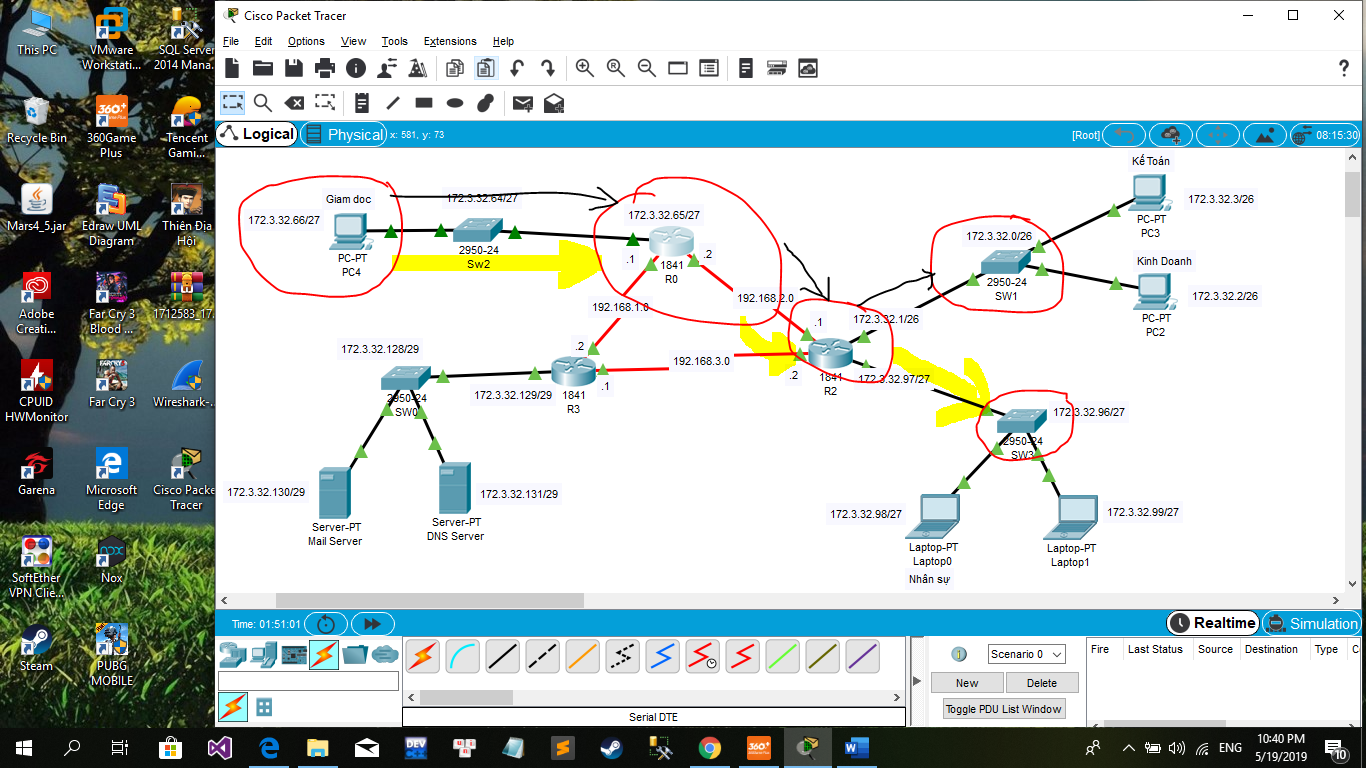 This PC
VMware
Workstati...
SQL Server
2014 Mana...
Recycle Bin
360Game
Plus
Tencent
Gami...
Mars4_5.jar
Edraw UML
Diagram
Thiên Địa
Hội
Adobe
Creati...
Far Cry 3
Blood ...
1712583_17...
CPUID
HWMonitor
Far Cry 3
Wireshark-...
Garena
Microsoft
Edge
Cisco Packe
Tracer
SoftEther
VPN Clie...
Nox
Steam
PUBG
MOBILE
Cisco Packet Tracer
File Edit Options View Tools Extensions Help
Logical Physical x: 581, y: 73 [Root] 08:15:30
Giam doc
172.3.32.66/27
PC-PT
PC4
172.3.32.64/27
2950-24
Sw2
172.3.32.65/27
.1
.2
1841
R0
192.168.1.0
192.168.2.0
.2
.1
172.3.32.1/26
172.3.32.0/26
2950-24
SW1
Kế Toán
172.3.32.3/26
PC-PT
PC3
Kinh Doanh
172.3.32.2/26
PC-PT
PC2
172.3.32.128/29
2950-24
SW0
172.3.32.129/29
1841
R3
.1
192.168.3.0
.2
1841
R2
172.3.32.97/27
172.3.32.96/27
2950-24
SW3
172.3.32.130/29
Server-PT
Mail Server
172.3.32.131/29
Server-PT
DNS Server
172.3.32.98/27
Laptop-PT
Laptop0
Nhân sự
172.3.32.99/27
Laptop-PT
Laptop1
Time: 01:51:01
Realtime Simulation
Serial DTE
Scenario 0
New Delete
Toggle PDU List Window
Fire Last Status Source Destination Type C
ENG
10:40 PM
5/19/2019
10